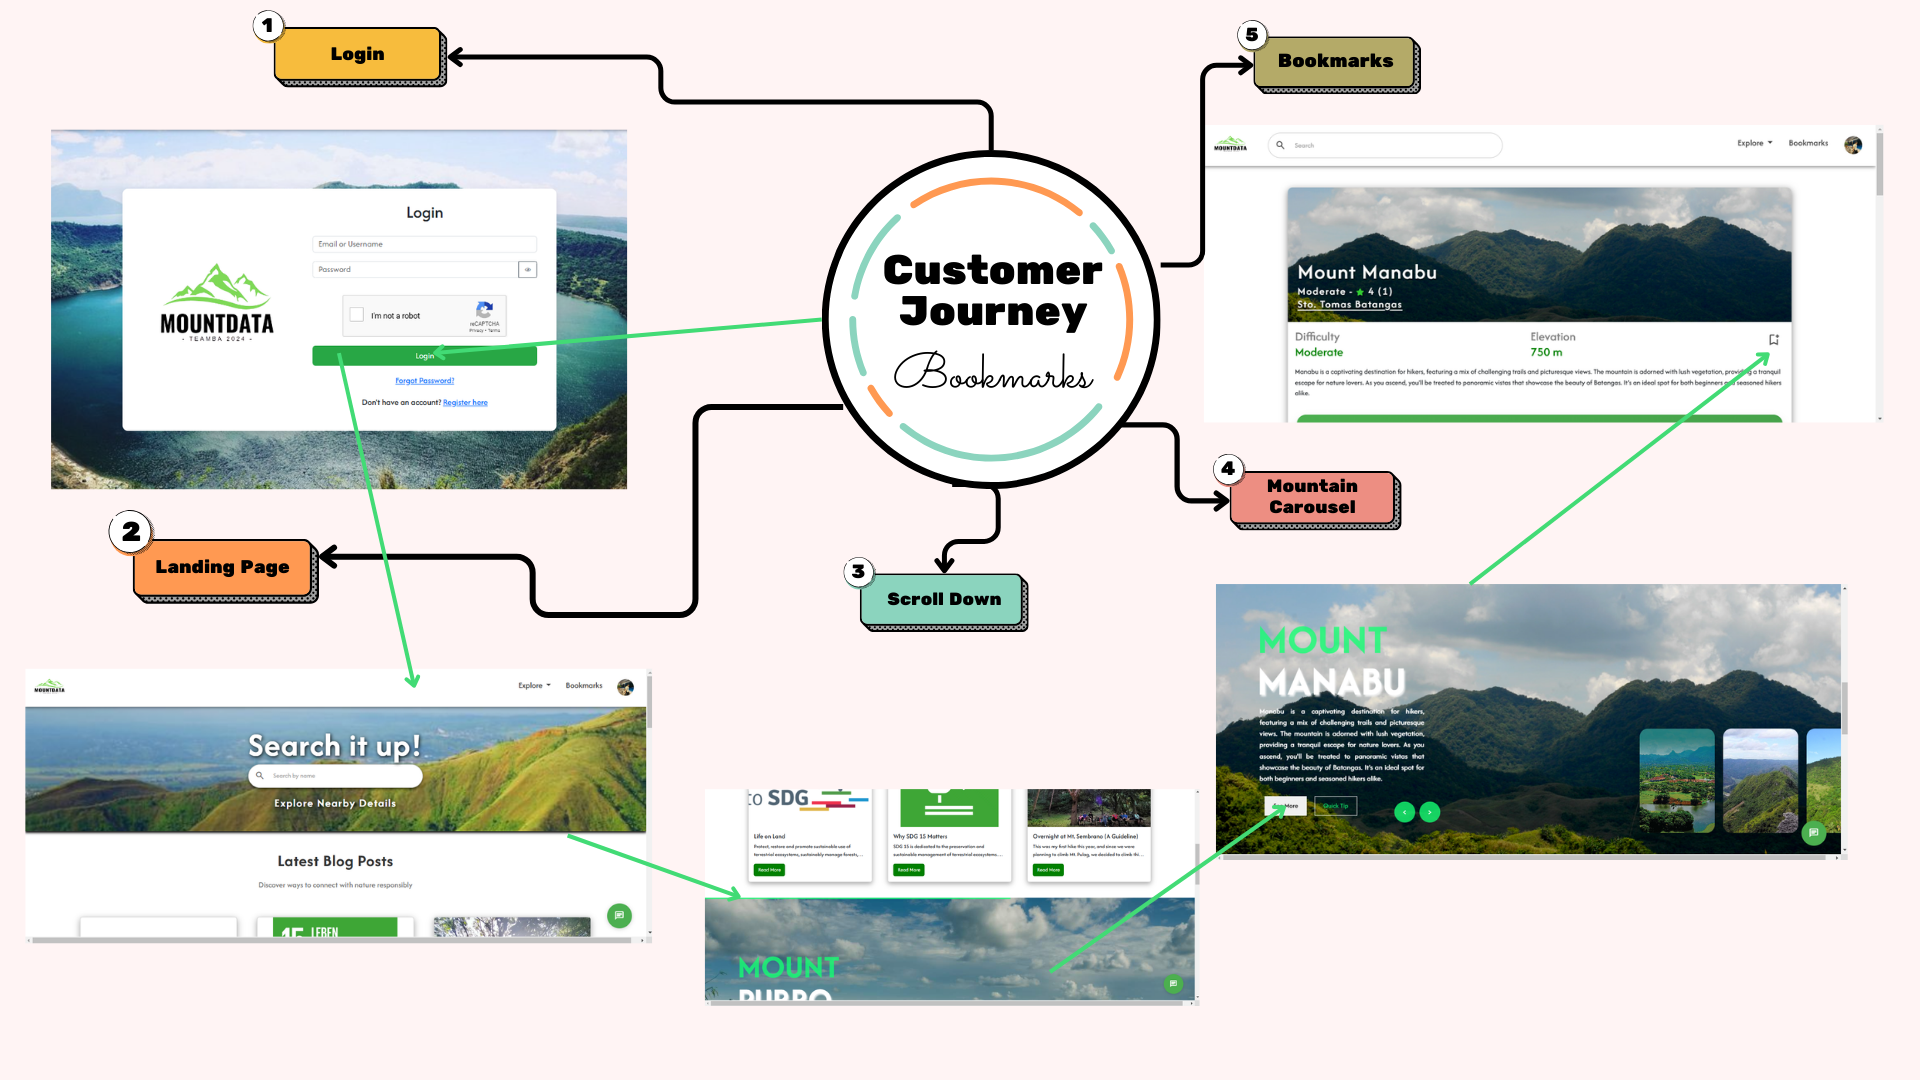 1
Login
5
Bookmarks
Customer
Journey
Bookmarks
Login
Email or Username
Password
I'm not a robot
reCAPTCHA
Privacy • Terms
MOUNTDATA
- TEAMBA 2024 -
Login
Forgot Password?
Don't have an account? Register here
MOUNTDATA
Search
Explore
Bookmarks
Mount Manabu
Moderate - ★ 4 (1)
Sto. Tomas Batangas
Difficulty
Moderate
Elevation
750 m
Manabu is a captivating destination for hikers, featuring a mix of challenging trails and picturesque views. The mountain is adorned with lush vegetation, providing a tranquil
escape for nature lovers. As you ascend, you'll be treated to panoramic vistas that showcase the beauty of Batangas. It's an ideal spot for both beginners and seasoned hikers
alike.
2
Landing Page
3
Scroll Down
4
Mountain
Carousel
MOUNTDATA
Explore
Bookmarks
Search it up!
Search by name
Explore Nearby Details
Latest Blog Posts
Discover ways to connect with nature responsibly
15 LEBEN
to SDG
Life on Land
Protect, restore and promote sustainable use of
terrestrial ecosystems, sustainably manage forests, ...
Read More
Why SDG 15 Matters
SDG 15 is dedicated to the preservation and
sustainable management of terrestrial ecosystems. ...
Read More
Overnight at Mt. Sembrano (A Guideline)
This was my first hike this year, and since we were
planning to climb Mt. Pulag, we decided to climb thi...
Read More
MOUNT
MOUNT
MANABU
Manabu is a captivating destination for hikers,
featuring a mix of challenging trails and picturesque
views. The mountain is adorned with lush vegetation,
providing a tranquil escape for nature lovers. As you
ascend, you'll be treated to panoramic vistas that
showcase the beauty of Batangas. It's an ideal spot for
both beginners and seasoned hikers alike.
See More
Quick Tip